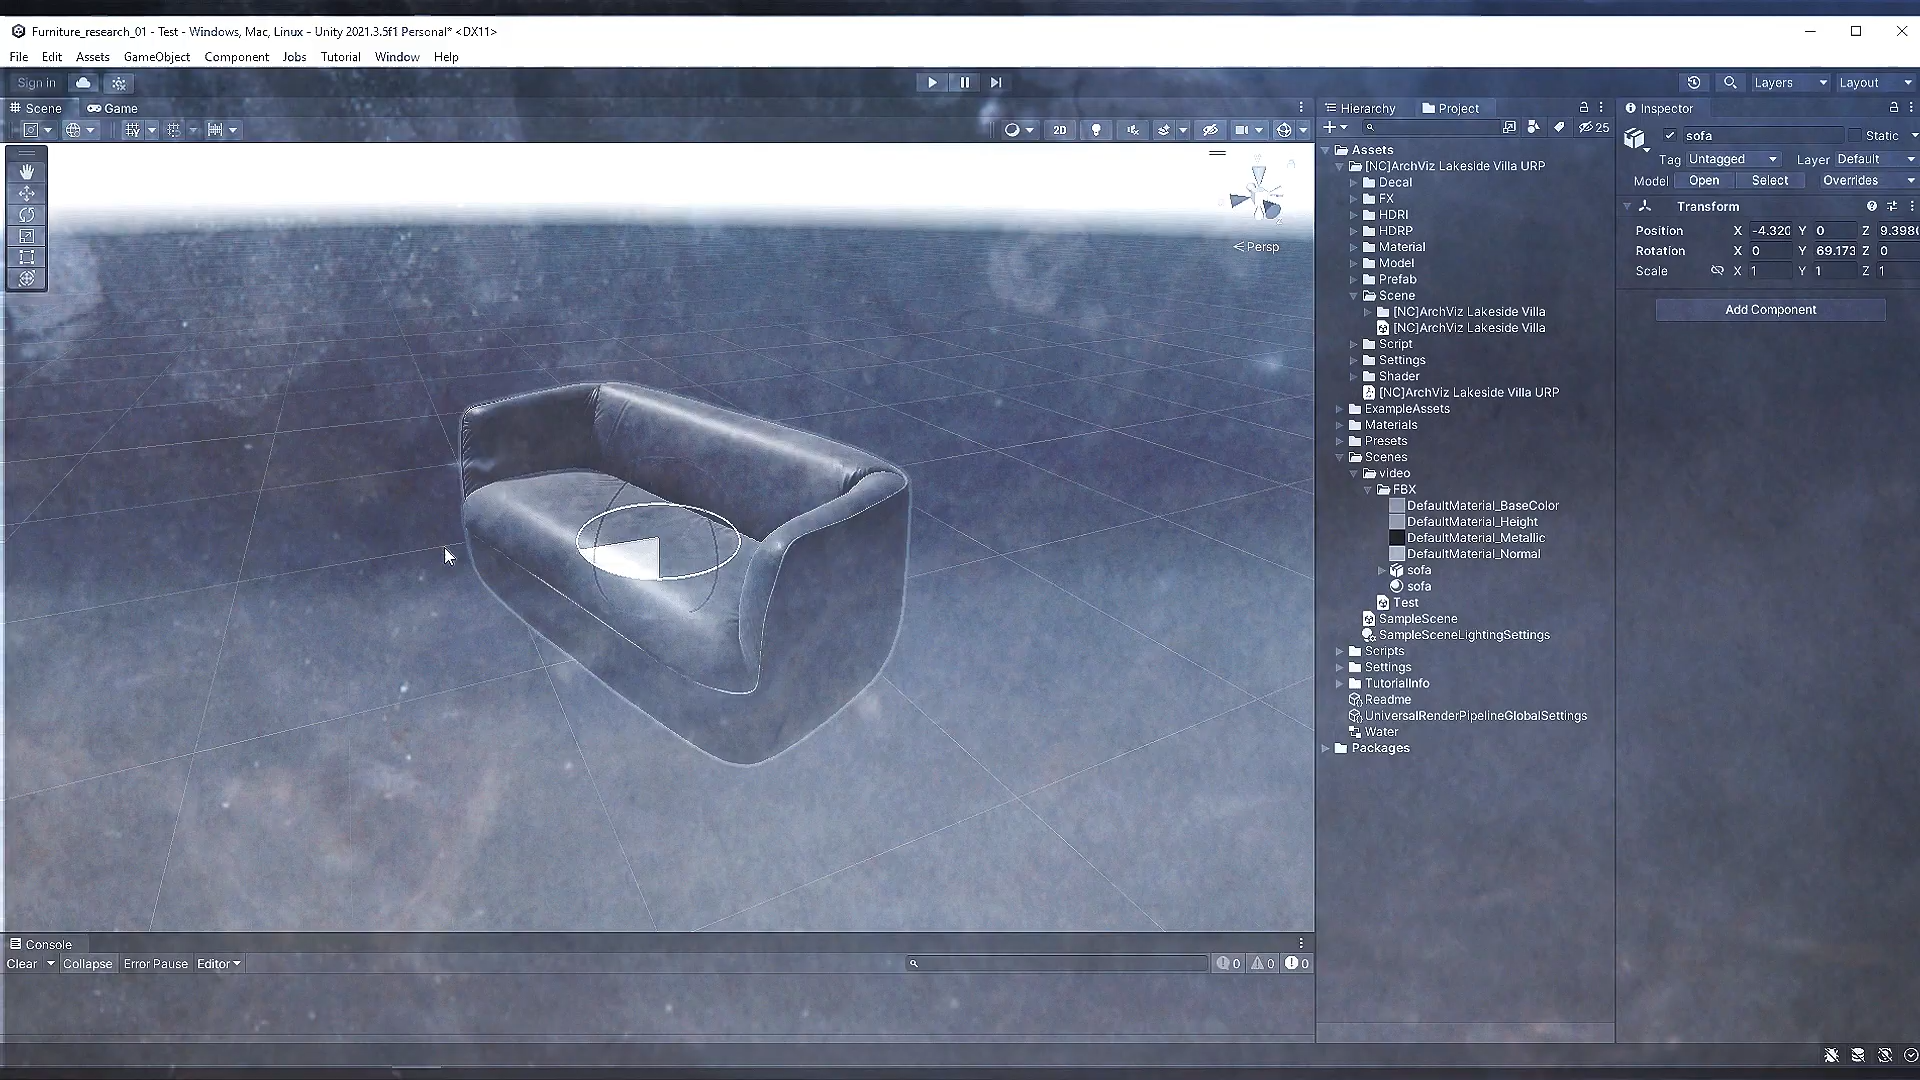 Furniture_research_01 - Test - Windows, Mac, Linux - Unity 2021.3.5f1 Personal* <DX11>
File Edit Assets GameObject Component Jobs Tutorial Window Help
Sign in
Layers Layout
Scene Game
2D
Persp
Hierarchy Project
25
Assets
[NC]ArchViz Lakeside Villa URP
Decal
FX
HDRI
HDRP
Material
Model
Prefab
Scene
[NC]ArchViz Lakeside Villa
[NC]ArchViz Lakeside Villa
Script
Settings
Shader
[NC]ArchViz Lakeside Villa URP
ExampleAssets
Materials
Presets
Scenes
video
FBX
DefaultMaterial_BaseColor
DefaultMaterial_Height
DefaultMaterial_Metallic
DefaultMaterial_Normal
sofa
sofa
Test
SampleScene
SampleSceneLightingSettings
Scripts
Settings
TutorialInfo
Readme
UniversalRenderPipelineGlobalSettings
Water
Packages
Inspector
sofa Static
Tag Untagged Layer Default
Model Open Select Overrides
Transform
Position X -4.320 Y 0 Z 9.398
Rotation X 0 Y 69.173 Z 0
Scale X 1 Y 1 Z 1
Add Component
Console
Clear Collapse Error Pause Editor
0 0 0